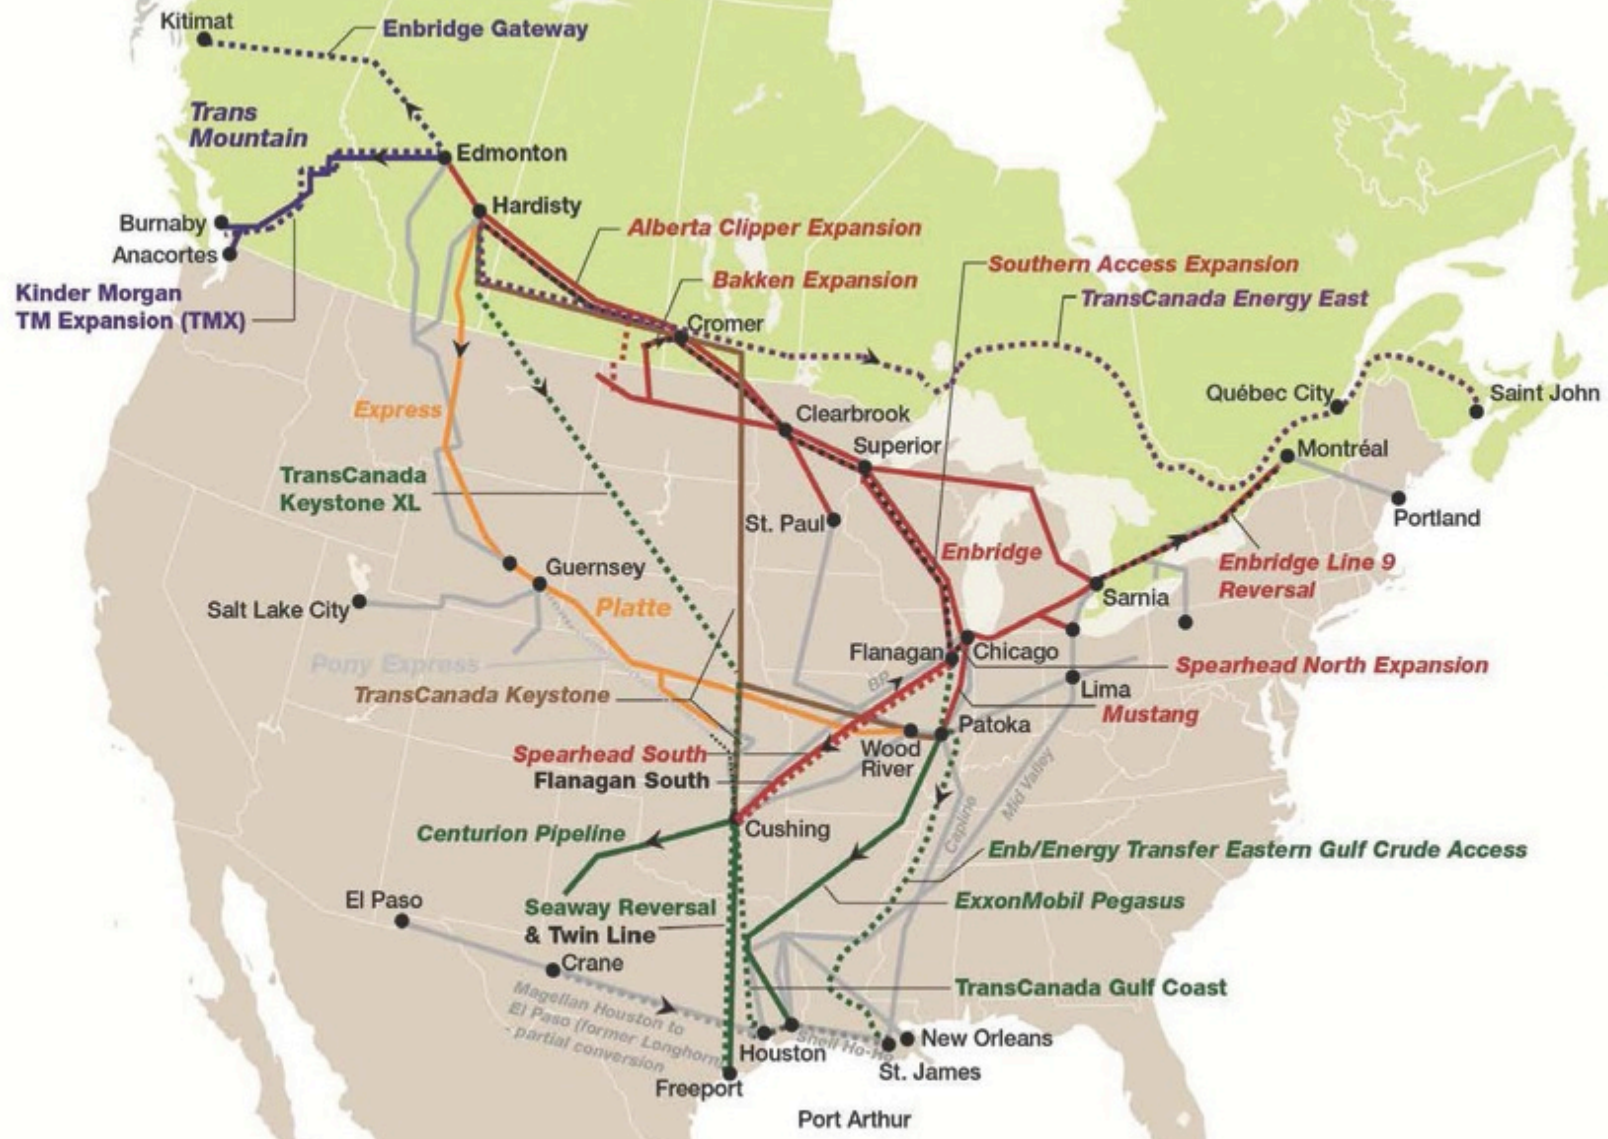 Kitimat
Enbridge Gateway
Trans
Mountain
Edmonton
Hardisty
Burnaby
Anacortes
Alberta Clipper Expansion
Bakken Expansion
Southern Access Expansion
TransCanada Energy East
Kinder Morgan
TM Expansion (TMX)
Cromer
Québec City
Saint John
Express
Clearbrook
Superior
Montréal
TransCanada
Keystone XL
St. Paul
Portland
Enbridge
Enbridge Line 9
Reversal
Guernsey
Salt Lake City
Platte
Sarnia
Flanagan
Chicago
Pony Express
Spearhead North Expansion
BP
TransCanada Keystone
Lima
Mustang
Patoka
Wood
River
Spearhead South
Flanagan South
Mid Valley
Capline
Centurion Pipeline
Cushing
Enb/Energy Transfer Eastern Gulf Crude Access
El Paso
Seaway Reversal
& Twin Line
ExxonMobil Pegasus
Crane
TransCanada Gulf Coast
Magellan Houston to
El Paso (former Longhorn)
- partial conversion
Shell Ho-Ho
New Orleans
Houston
St. James
Freeport
Port Arthur